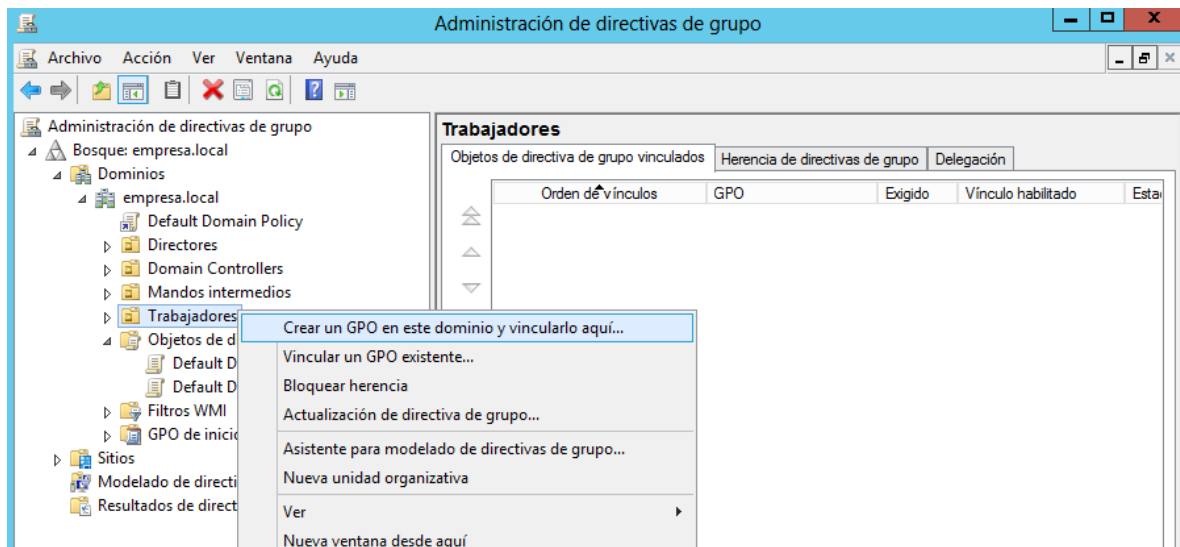 Administración de directivas de grupo
Archivo Acción Ver Ventana Ayuda
Administración de directivas de grupo
Bosque: empresa.local
Dominios
empresa.local
Default Domain Policy
Directores
Domain Controllers
Mandos intermedios
Trabajadores
Objetos de d
Default D
Default D
Filtros WMI
GPO de inicio
Sitios
Modelado de directi
Resultados de direct
Trabajadores
Objetos de directiva de grupo vinculados Herencia de directivas de grupo Delegación
Orden de vínculos GPO Exigido Vínculo habilitado Esta
Crear un GPO en este dominio y vincularlo aquí...
Vincular un GPO existente...
Bloquear herencia
Actualización de directiva de grupo...
Asistente para modelado de directivas de grupo...
Nueva unidad organizativa
Ver
Nueva ventana desde aquí